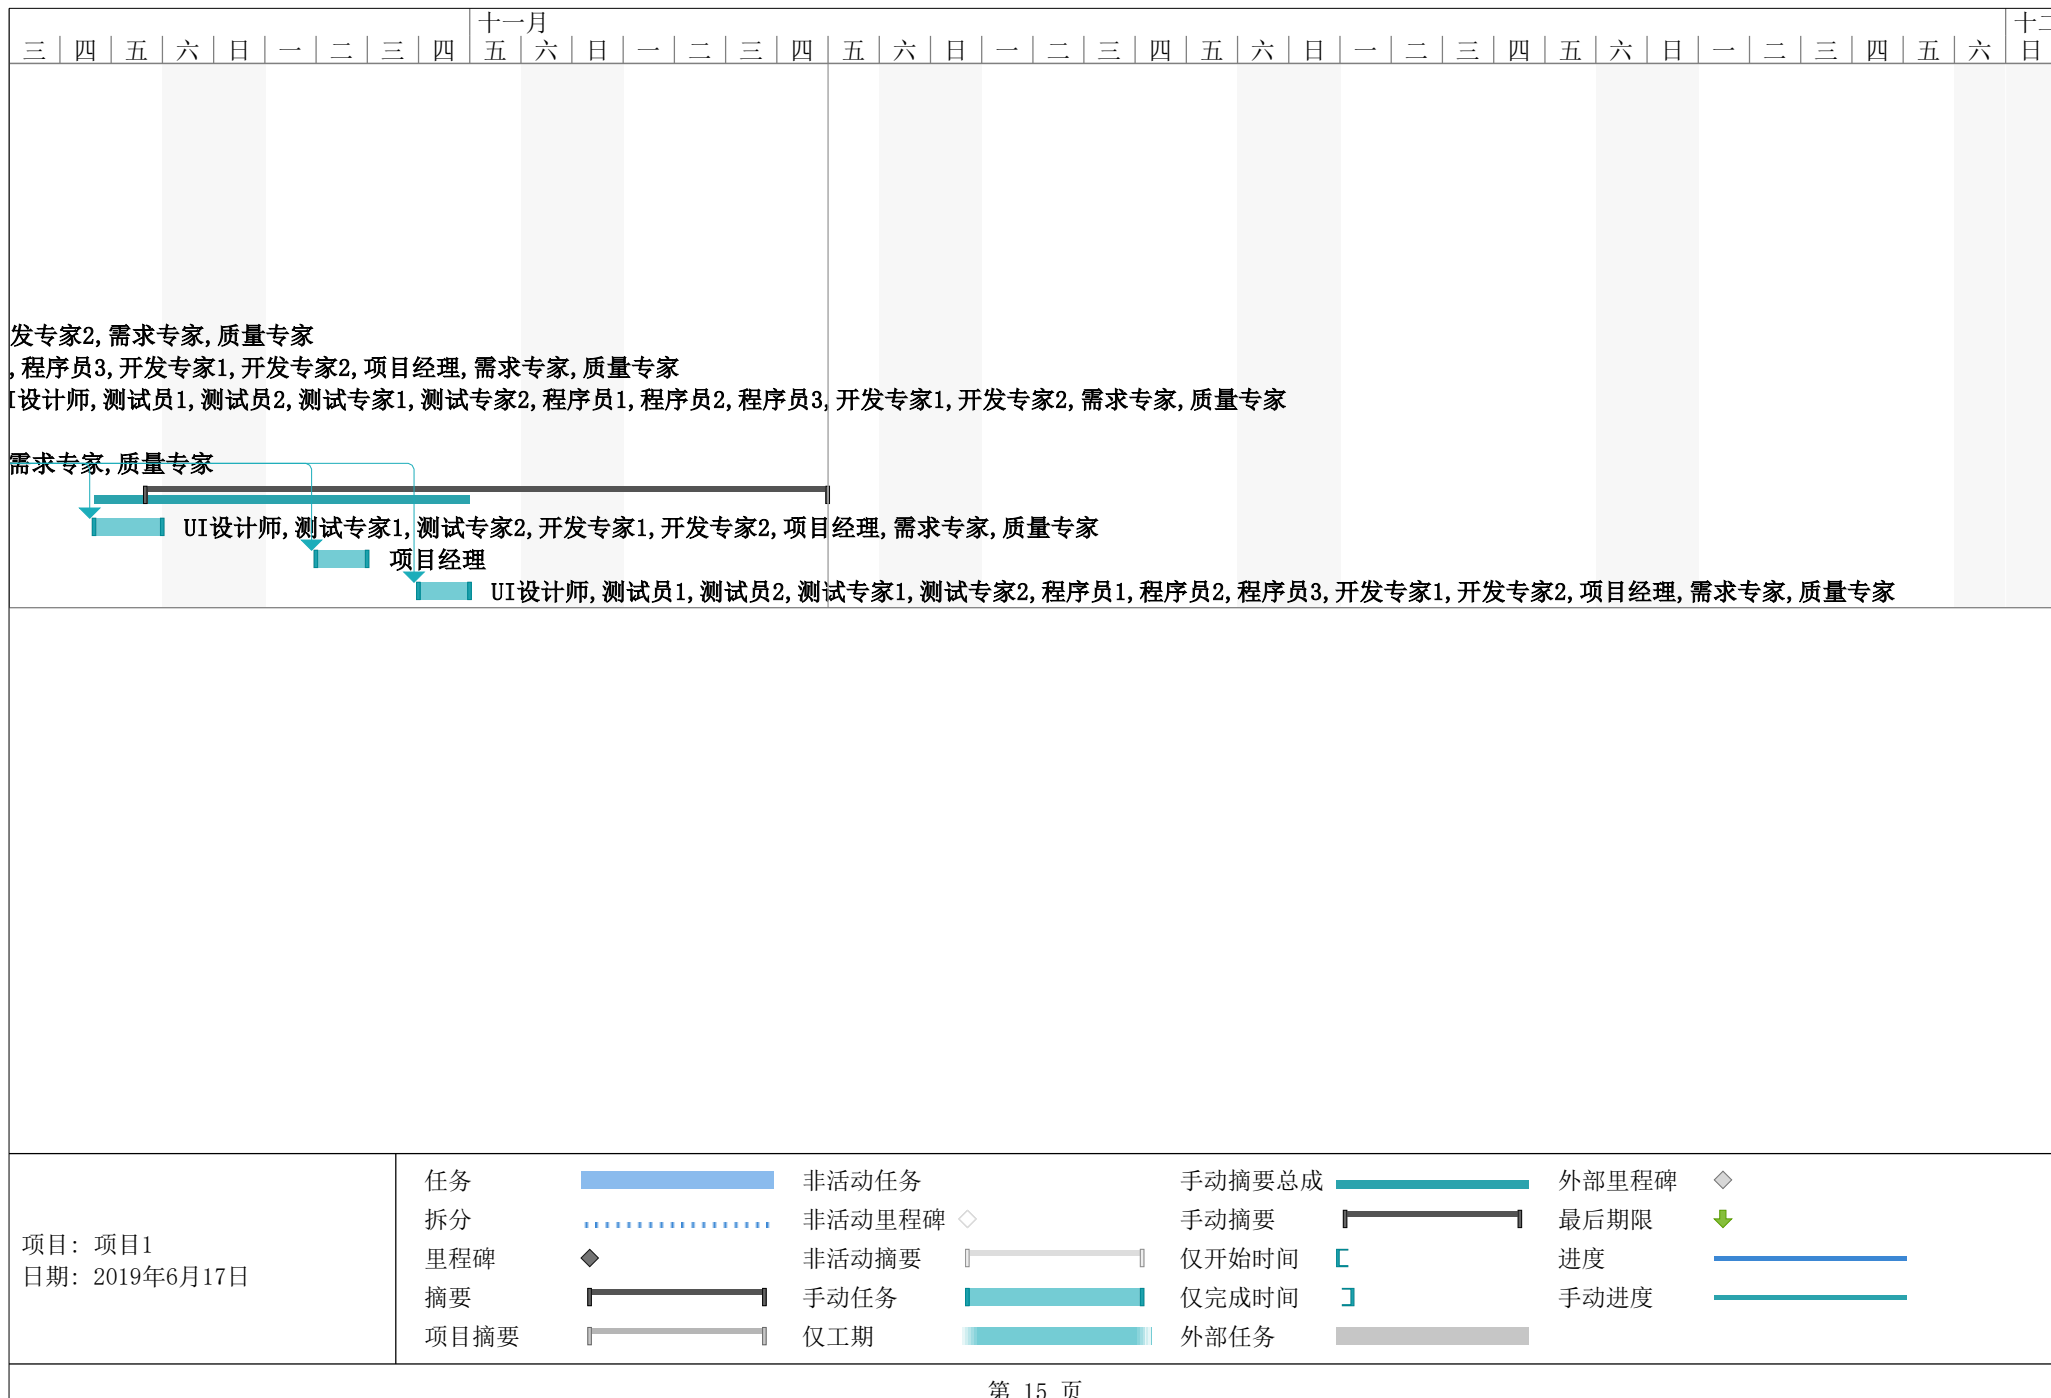 十一月 十二
三 四 五 六 日 一 二 三 四 五 六 日 一 二 三 四 五 六 日 一 二 三 四 五 六 日 一 二 三 四 五 六 日 一 二 三 四 五 六 日
发专家2,需求专家,质量专家
,程序员3,开发专家1,开发专家2,项目经理,需求专家,质量专家
I设计师,测试员1,测试员2,测试专家1,测试专家2,程序员1,程序员2,程序员3,开发专家1,开发专家2,需求专家,质量专家
需求专家,质量专家
UI设计师,测试专家1,测试专家2,开发专家1,开发专家2,项目经理,需求专家,质量专家
项目经理
UI设计师,测试员1,测试员2,测试专家1,测试专家2,程序员1,程序员2,程序员3,开发专家1,开发专家2,项目经理,需求专家,质量专家
项目: 项目1
日期: 2019年6月17日
任务
拆分
里程碑
摘要
项目摘要
非活动任务
非活动里程碑
非活动摘要
手动任务
仅工期
手动摘要总成
手动摘要
仅开始时间
仅完成时间
外部任务
外部里程碑
最后期限
进度
手动进度
第 15 页